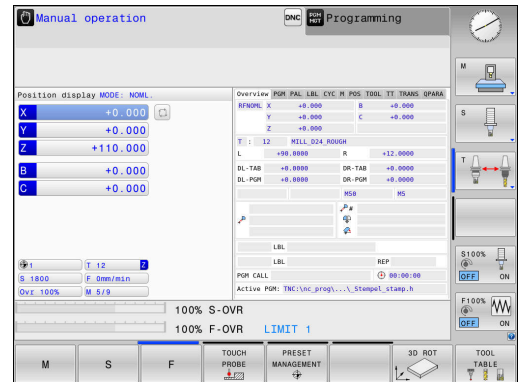 Manual operation
DNC
PGM MGT
Programming
Position display MODE: NOML.
X +0.000
Y +0.000
Z +110.000
B +0.000
C +0.000
1 T 12 Z
S 1800 F 0mm/min
Ovr 100% M 5/9
Overview PGM PAL LBL CYC M POS TOOL TT TRANS QPARA
RFNOML X +0.000 B +0.000
Y +0.000 C +0.000
Z +0.000
T : 12 MILL_D24_ROUGH
L +90.0000 R +12.0000
DL-TAB +0.0000 DR-TAB +0.0000
DL-PGM +0.0000 DR-PGM +0.0000
M50 M5
P
LBL
LBL REP
PGM CALL 00:00:00
Active PGM: TNC:\nc_prog\...\_Stempel_stamp.h
100% S-OVR
100% F-OVR LIMIT 1
M
S
T
S100%
OFF ON
F100%
OFF ON
M
S
F
TOUCH PROBE
PRESET MANAGEMENT
3D ROT
TOOL TABLE